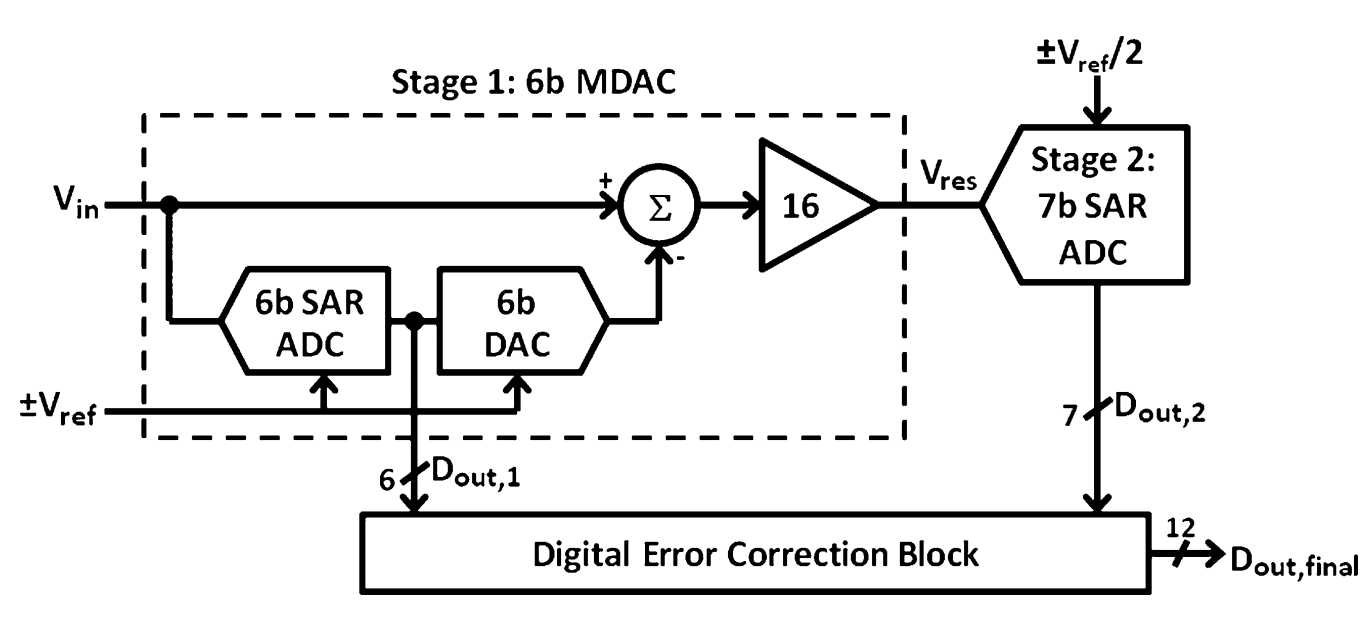 ±Vref/2
Stage 1: 6b MDAC
Stage 2:
7b SAR
ADC
Vin
+
Σ
-
16
Vres
6b SAR
ADC
6b
DAC
±Vref
6
Dout,1
7
Dout,2
Digital Error Correction Block
12
Dout,final